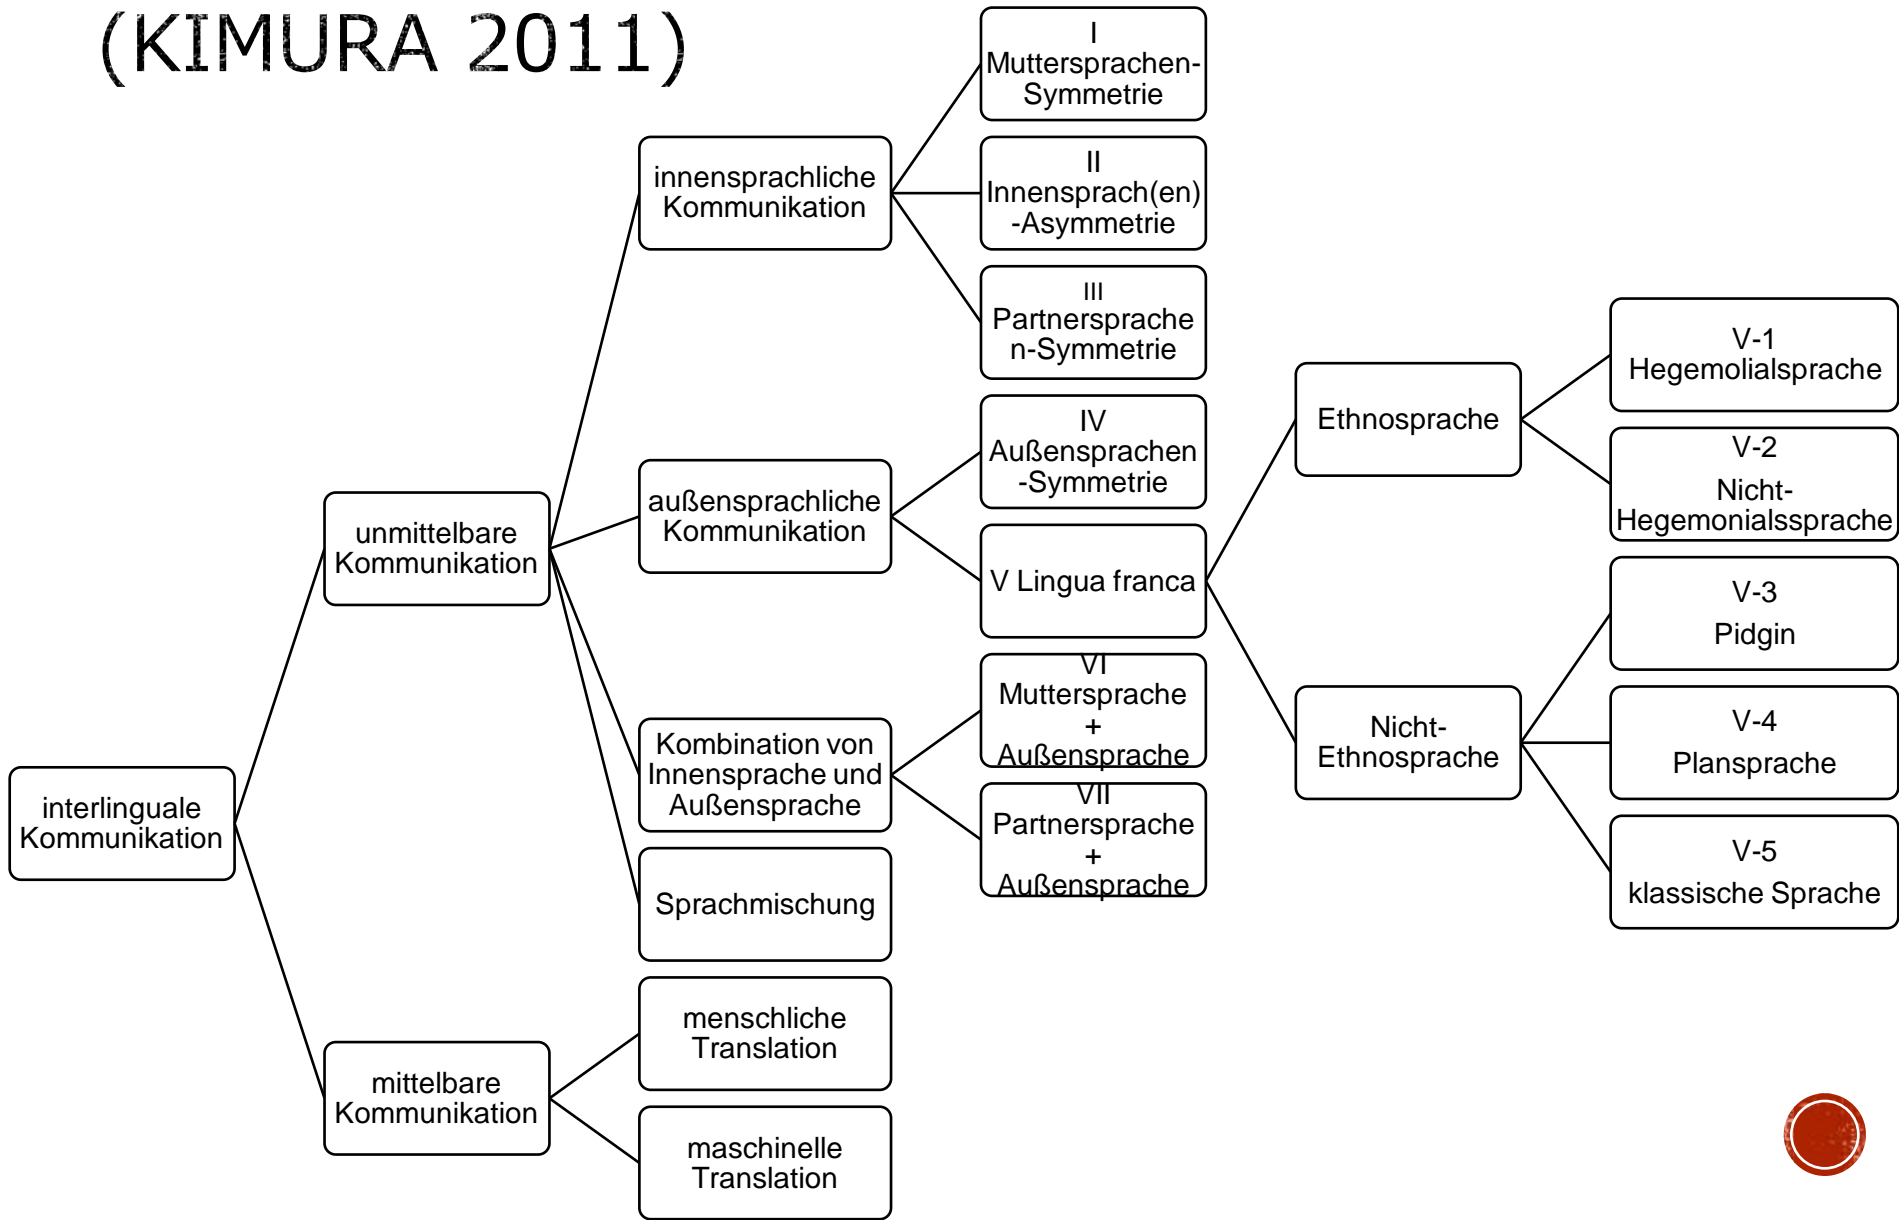 (KIMURA 2011)
interlinguale
Kommunikation
unmittelbare
Kommunikation
innensprachliche
Kommunikation
I
Muttersprachen-
Symmetrie
II
Innensprach(en)
-Asymmetrie
III
Partnersprache
n-Symmetrie
außensprachliche
Kommunikation
IV
Außensprachen
-Symmetrie
V Lingua franca
Ethnosprache
V-1
Hegemolialsprache
V-2
Nicht-
Hegemonialssprache
Nicht-
Ethnosprache
V-3
Pidgin
V-4
Plansprache
V-5
klassische Sprache
Kombination von
Innensprache und
Außensprache
VI
Muttersprache
+
Außensprache
VII
Partnersprache
+
Außensprache
Sprachmischung
mittelbare
Kommunikation
menschliche
Translation
maschinelle
Translation